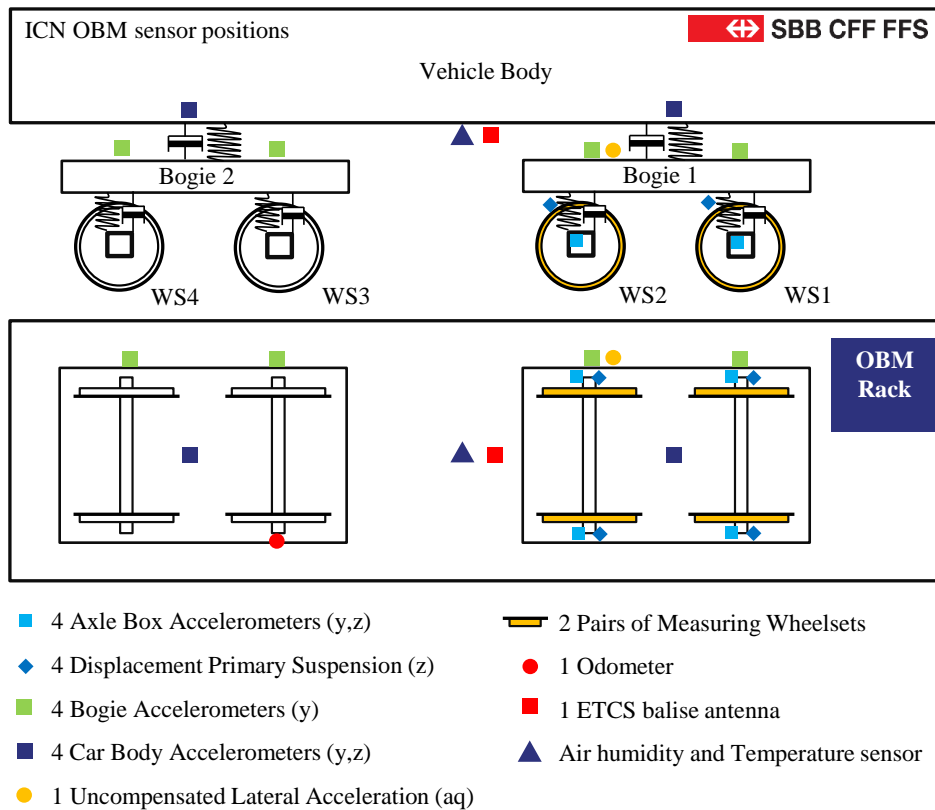 ICN OBM sensor positions
SBB CFF FFS
Vehicle Body
Bogie 2
Bogie 1
WS4
WS3
WS2
WS1
OBM
Rack
4 Axle Box Accelerometers (y,z)
4 Displacement Primary Suspension (z)
4 Bogie Accelerometers (y)
4 Car Body Accelerometers (y,z)
1 Uncompensated Lateral Acceleration (aq)
2 Pairs of Measuring Wheelsets
1 Odometer
1 ETCS balise antenna
Air humidity and Temperature sensor